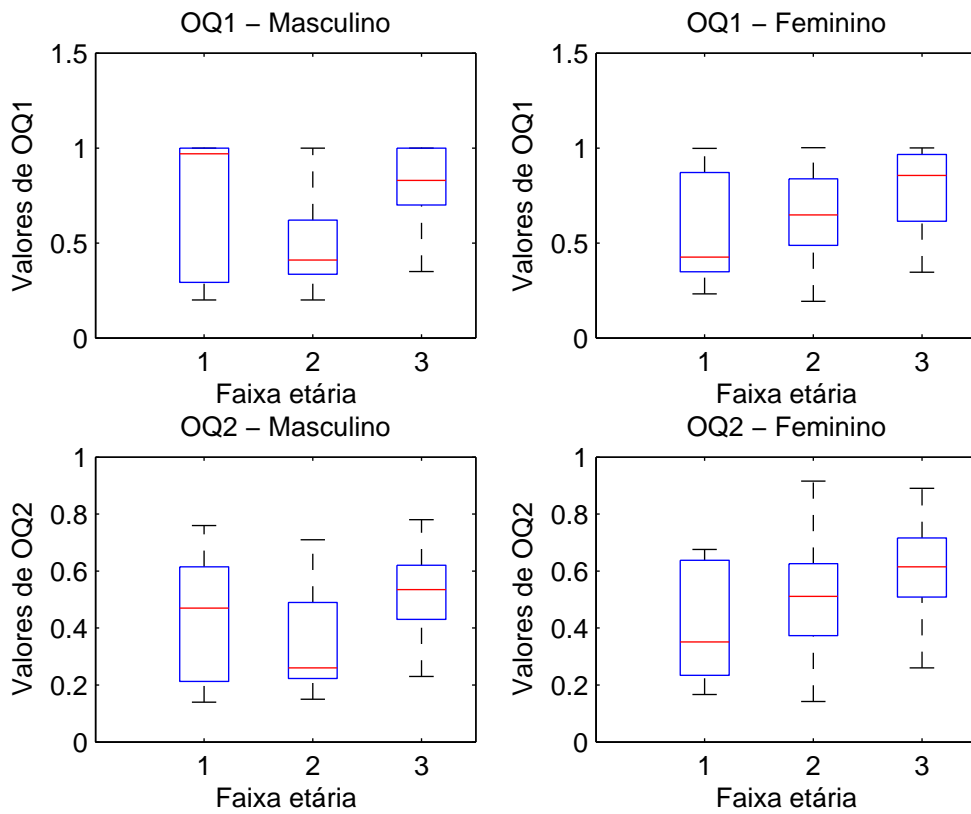 OQ1 – Masculino
1.5
1
0.5
0
Valores de OQ1
1 2 3
Faixa etária
OQ1 – Feminino
1.5
1
0.5
0
Valores de OQ1
1 2 3
Faixa etária
OQ2 – Masculino
1
0.8
0.6
0.4
0.2
0
Valores de OQ2
1 2 3
Faixa etária
OQ2 – Feminino
1
0.8
0.6
0.4
0.2
0
Valores de OQ2
1 2 3
Faixa etária